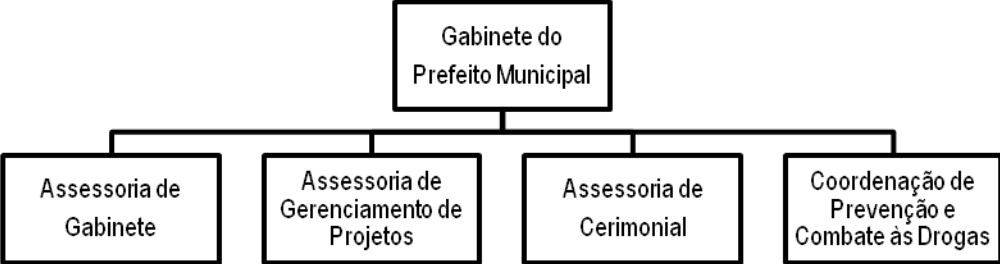 Gabinete do
Prefeito Municipal
Assessoria de
Gabinete
Assessoria de
Gerenciamento de
Projetos
Assessoria de
Cerimonial
Coordenação de
Prevenção e
Combate às Drogas